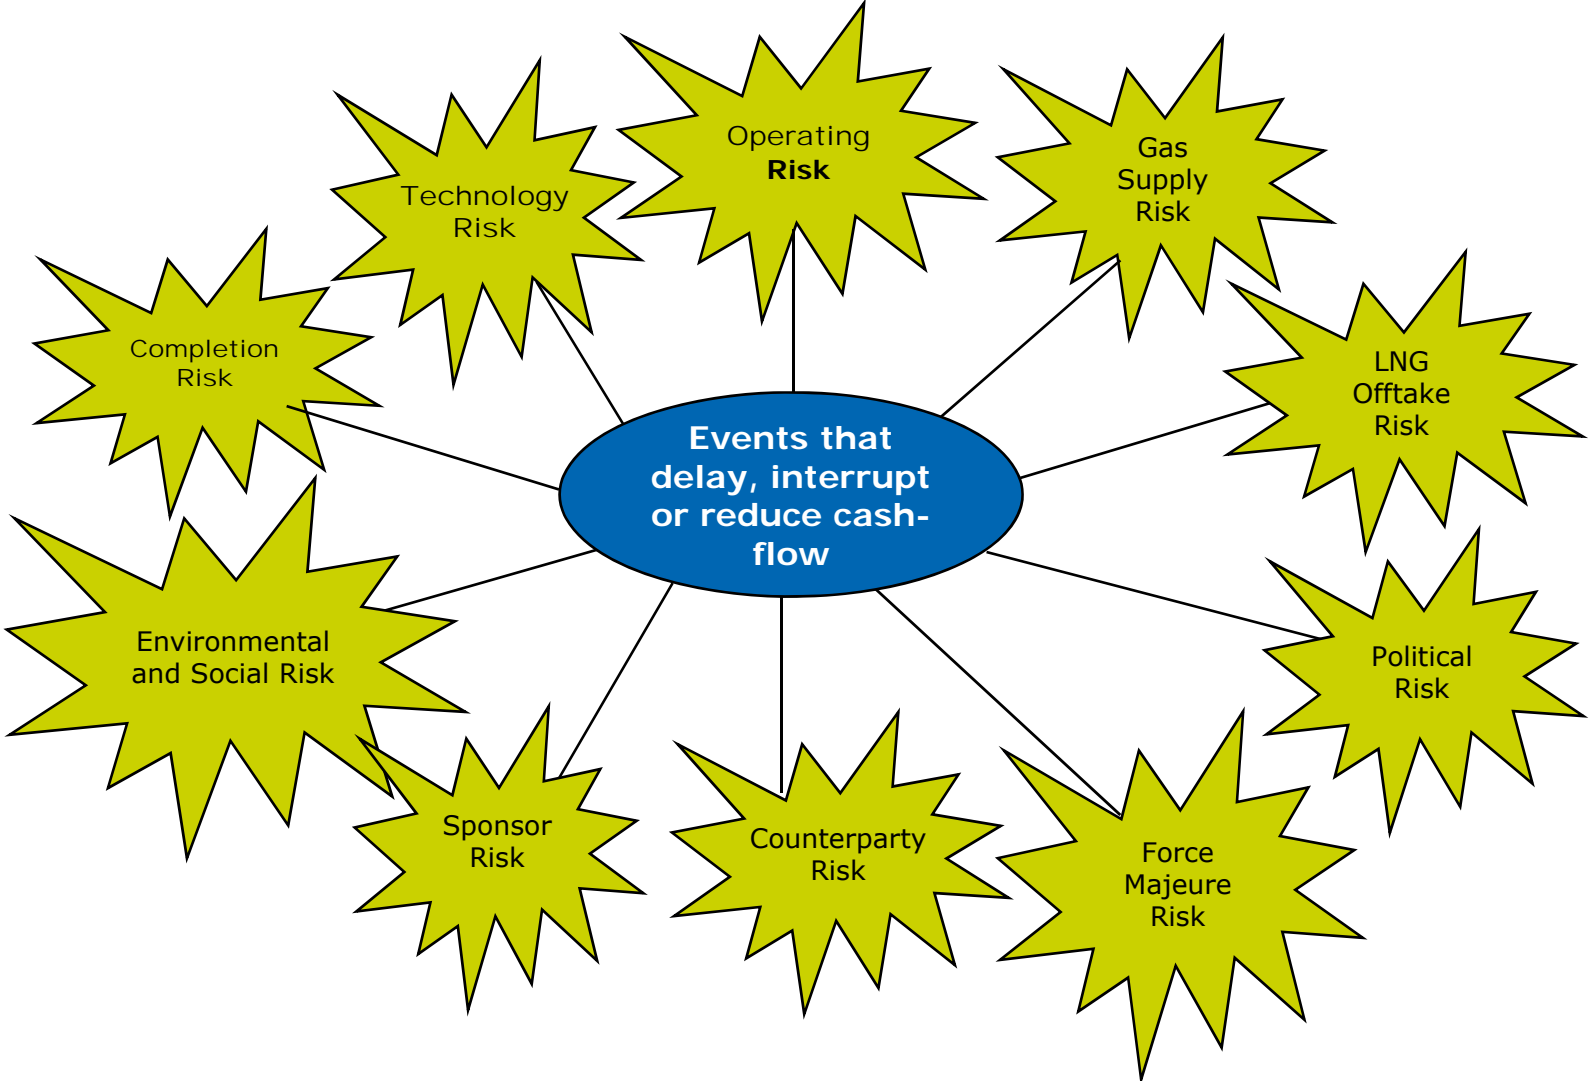 Operating
Risk
Gas
Supply
Risk
Technology
Risk
Completion
Risk
LNG
Offtake
Risk
Events that
delay, interrupt
or reduce cash-
flow
Environmental
and Social Risk
Political
Risk
Sponsor
Risk
Counterparty
Risk
Force
Majeure
Risk